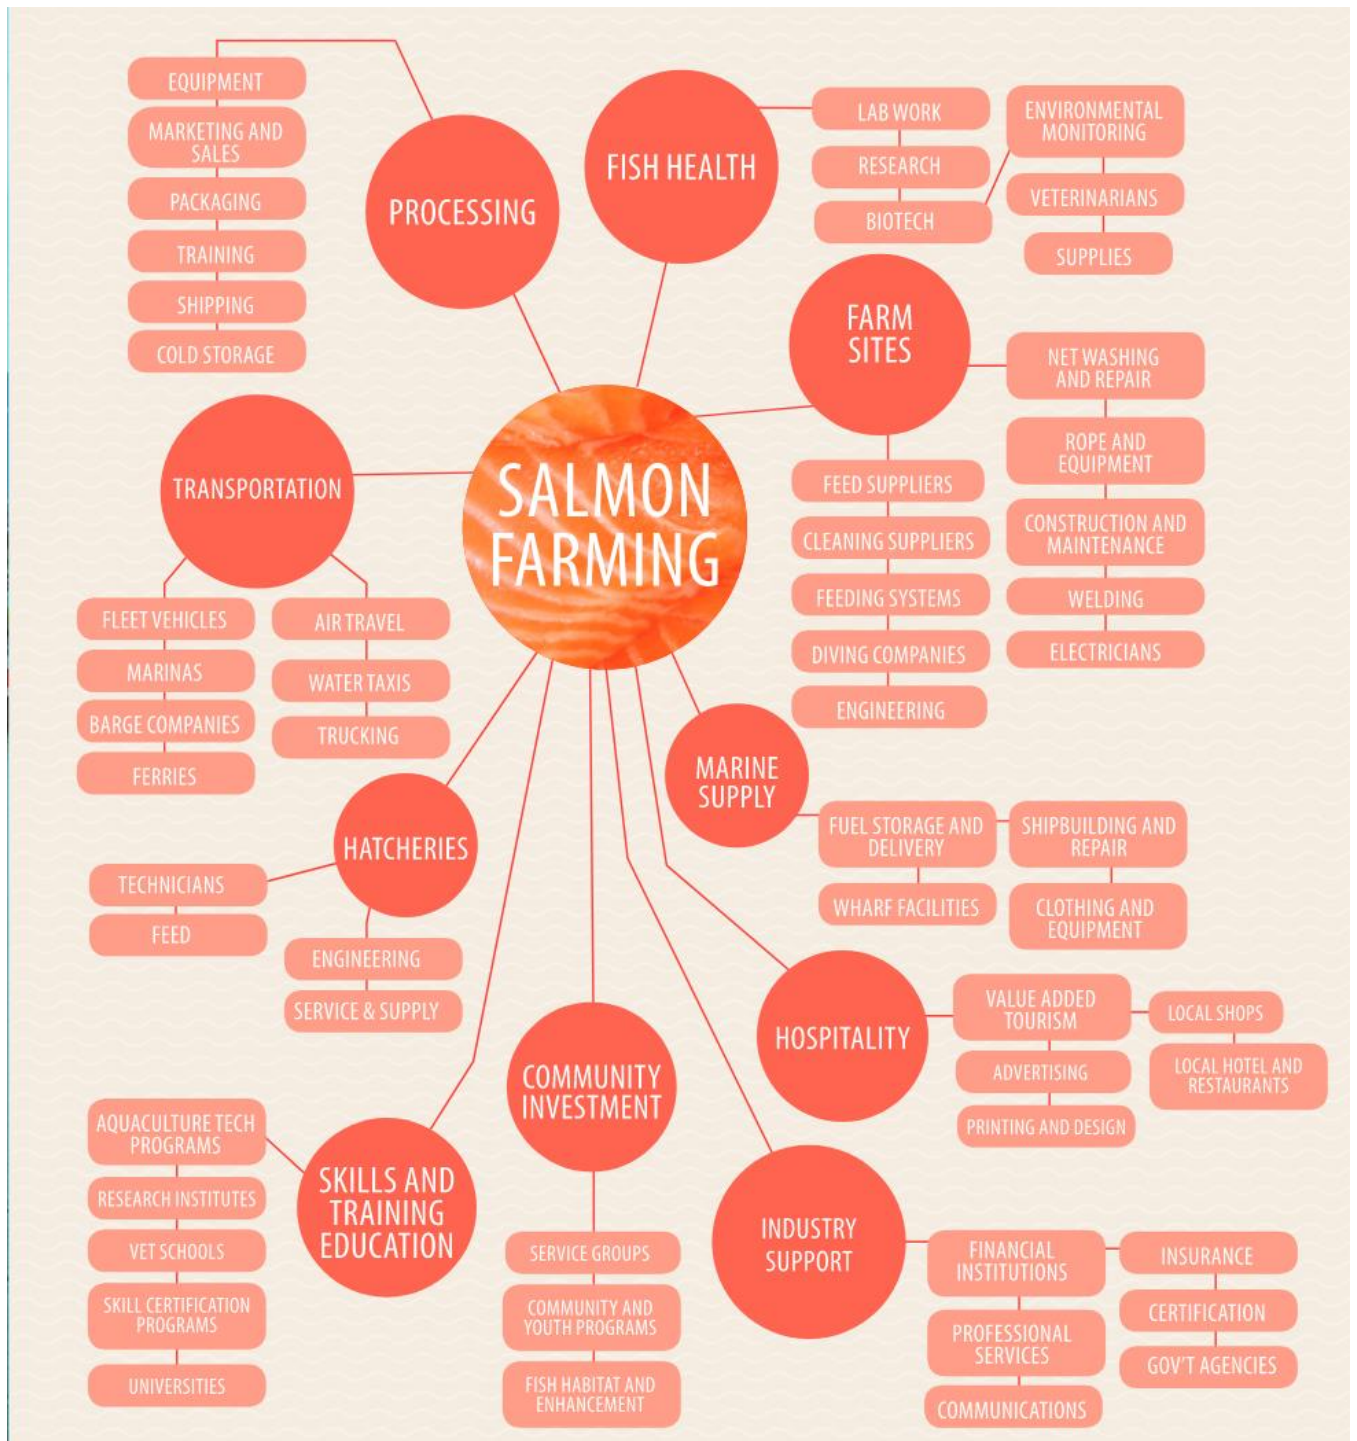 PROCESSING
EQUIPMENT
MARKETING AND
SALES
PACKAGING
TRAINING
SHIPPING
COLD STORAGE
FISH HEALTH
LAB WORK
RESEARCH
BIOTECH
ENVIRONMENTAL
MONITORING
VETERINARIANS
SUPPLIES
FARM
SITES
FEED SUPPLIERS
CLEANING SUPPLIERS
FEEDING SYSTEMS
DIVING COMPANIES
ENGINEERING
NET WASHING
AND REPAIR
ROPE AND
EQUIPMENT
CONSTRUCTION AND
MAINTENANCE
WELDING
ELECTRICIANS
SALMON
FARMING
TRANSPORTATION
FLEET VEHICLES
MARINAS
BARGE COMPANIES
FERRIES
AIR TRAVEL
WATER TAXIS
TRUCKING
MARINE
SUPPLY
FUEL STORAGE AND
DELIVERY
WHARF FACILITIES
SHIPBUILDING AND
REPAIR
CLOTHING AND
EQUIPMENT
HATCHERIES
TECHNICIANS
FEED
ENGINEERING
SERVICE & SUPPLY
HOSPITALITY
VALUE ADDED
TOURISM
ADVERTISING
PRINTING AND DESIGN
LOCAL SHOPS
LOCAL HOTEL AND
RESTAURANTS
COMMUNITY
INVESTMENT
SERVICE GROUPS
COMMUNITY AND
YOUTH PROGRAMS
FISH HABITAT AND
ENHANCEMENT
SKILLS AND
TRAINING
EDUCATION
AQUACULTURE TECH
PROGRAMS
RESEARCH INSTITUTES
VET SCHOOLS
SKILL CERTIFICATION
PROGRAMS
UNIVERSITIES
INDUSTRY
SUPPORT
FINANCIAL
INSTITUTIONS
PROFESSIONAL
SERVICES
COMMUNICATIONS
INSURANCE
CERTIFICATION
GOV'T AGENCIES